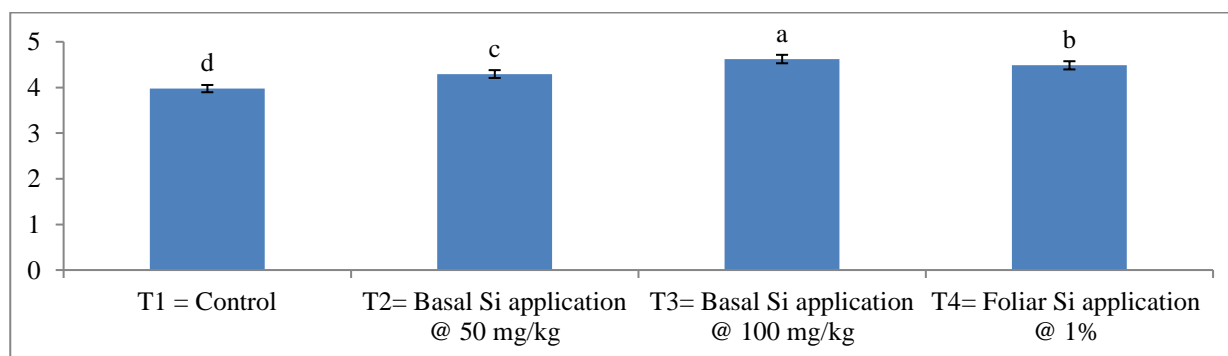 5
4
3
2
1
0
d
c
a
b
T1 = Control
T2= Basal Si application
@ 50 mg/kg
T3= Basal Si application
@ 100 mg/kg
T4= Foliar Si application
@ 1%